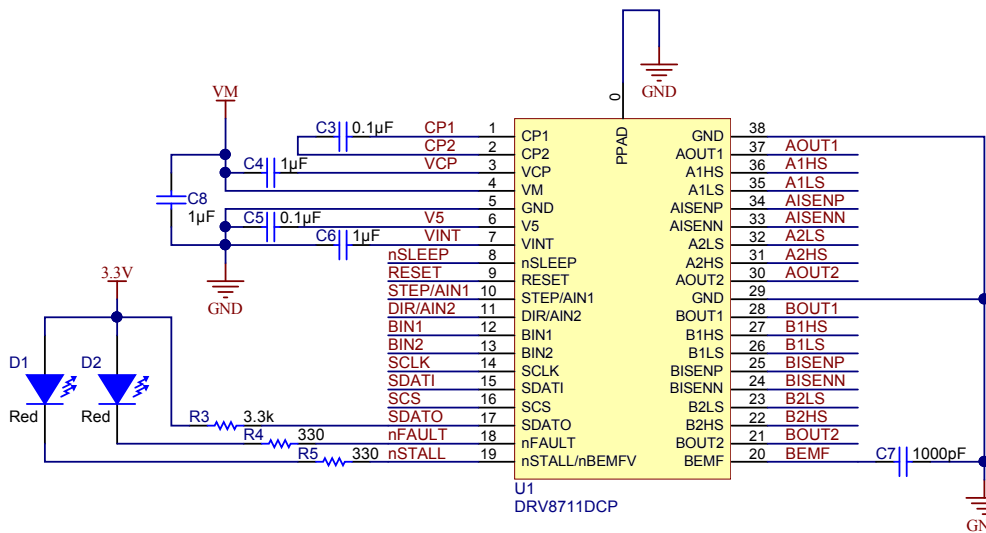 GND
VM
0
PPAD
C3 0.1µF CP1 1 CP1 GND 38
CP2 2 CP2 AOUT1 37 AOUT1
C4 1µF VCP 3 VCP A1HS 36 A1HS
4 VM A1LS 35 A1LS
C8 1µF
5 GND AISENP 34 AISENP
C5 0.1µF V5 6 V5 AISENN 33 AISENN
C6 1µF VINT 7 VINT A2LS 32 A2LS
nSLEEP 8 nSLEEP A2HS 31 A2HS
RESET 9 RESET AOUT2 30 AOUT2
3.3V
GND
STEP/AIN1 10 STEP/AIN1 GND 29
DIR/AIN2 11 DIR/AIN2 BOUT1 28 BOUT1
BIN1 12 BIN1 B1HS 27 B1HS
BIN2 13 BIN2 B1LS 26 B1LS
SCLK 14 SCLK BISENP 25 BISENP
SDATI 15 SDATI BISENN 24 BISENN
SCS 16 SCS B2LS 23 B2LS
D1 Red
D2 Red
R3 3.3k SDATO 17 SDATO B2HS 22 B2HS
R4 330 nFAULT 18 nFAULT BOUT2 21 BOUT2
R5 330 nSTALL 19 nSTALL/nBEMFV BEMF 20 BEMF C7 1000pF
U1
DRV8711DCP